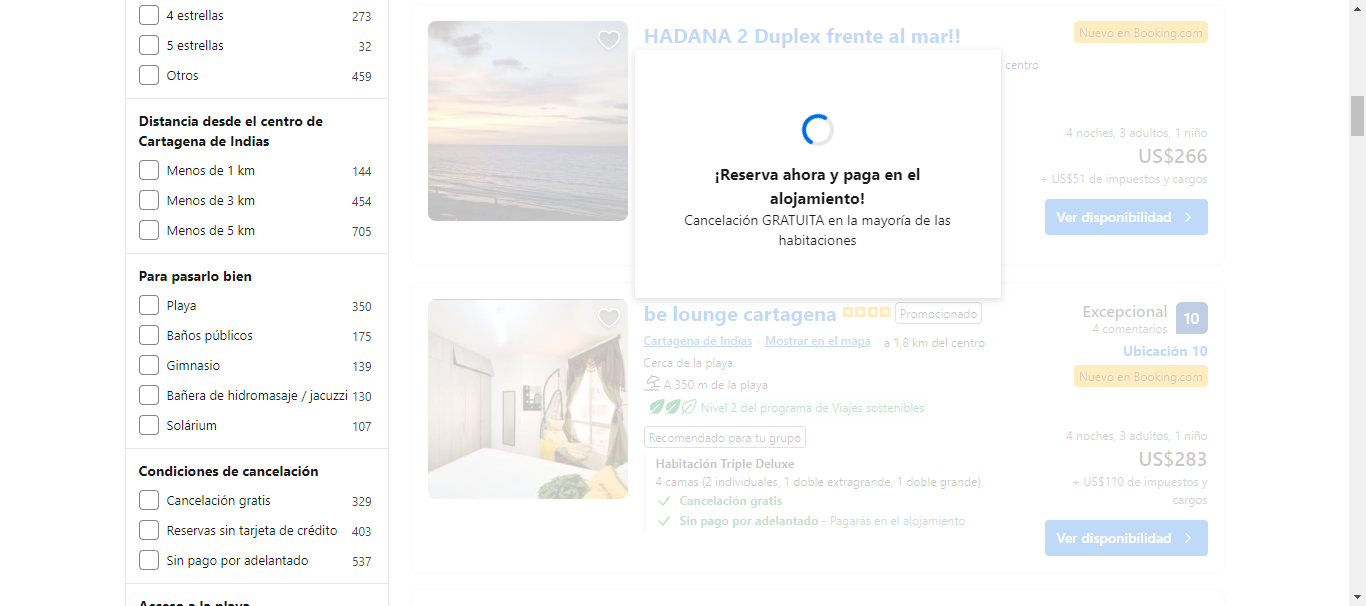 4 estrellas 273
5 estrellas 32
Otros 459
Distancia desde el centro de
Cartagena de Indias
Menos de 1 km 144
Menos de 3 km 454
Menos de 5 km 705
Para pasarlo bien
Playa 350
Baños públicos 175
Gimnasio 139
Bañera de hidromasaje / jacuzzi 130
Solárium 107
Condiciones de cancelación
Cancelación gratis 329
Reservas sin tarjeta de crédito 403
Sin pago por adelantado 537
Acceso a la playa
HADANA 2 Duplex frente al mar!!
Nuevo en Booking.com
centro
¡Reserva ahora y paga en el
alojamiento!
Cancelación GRATUITA en la mayoría de las
habitaciones
4 noches, 3 adultos, 1 niño
US$266
+ US$51 de impuestos y cargos
Ver disponibilidad
be lounge cartagena Promocionado
Cartagena de Indias Mostrar en el mapa a 1,8 km del centro
Cerca de la playa
A 350 m de la playa
Nivel 2 del programa de Viajes sostenibles
Excepcional 10
4 comentarios
Ubicación 10
Nuevo en Booking.com
Recomendado para tu grupo
Habitación Triple Deluxe
4 camas (2 individuales, 1 doble extragrande, 1 doble grande)
Cancelación gratis
Sin pago por adelantado - Pagarás en el alojamiento
4 noches, 3 adultos, 1 niño
US$283
+ US$110 de impuestos y
cargos
Ver disponibilidad